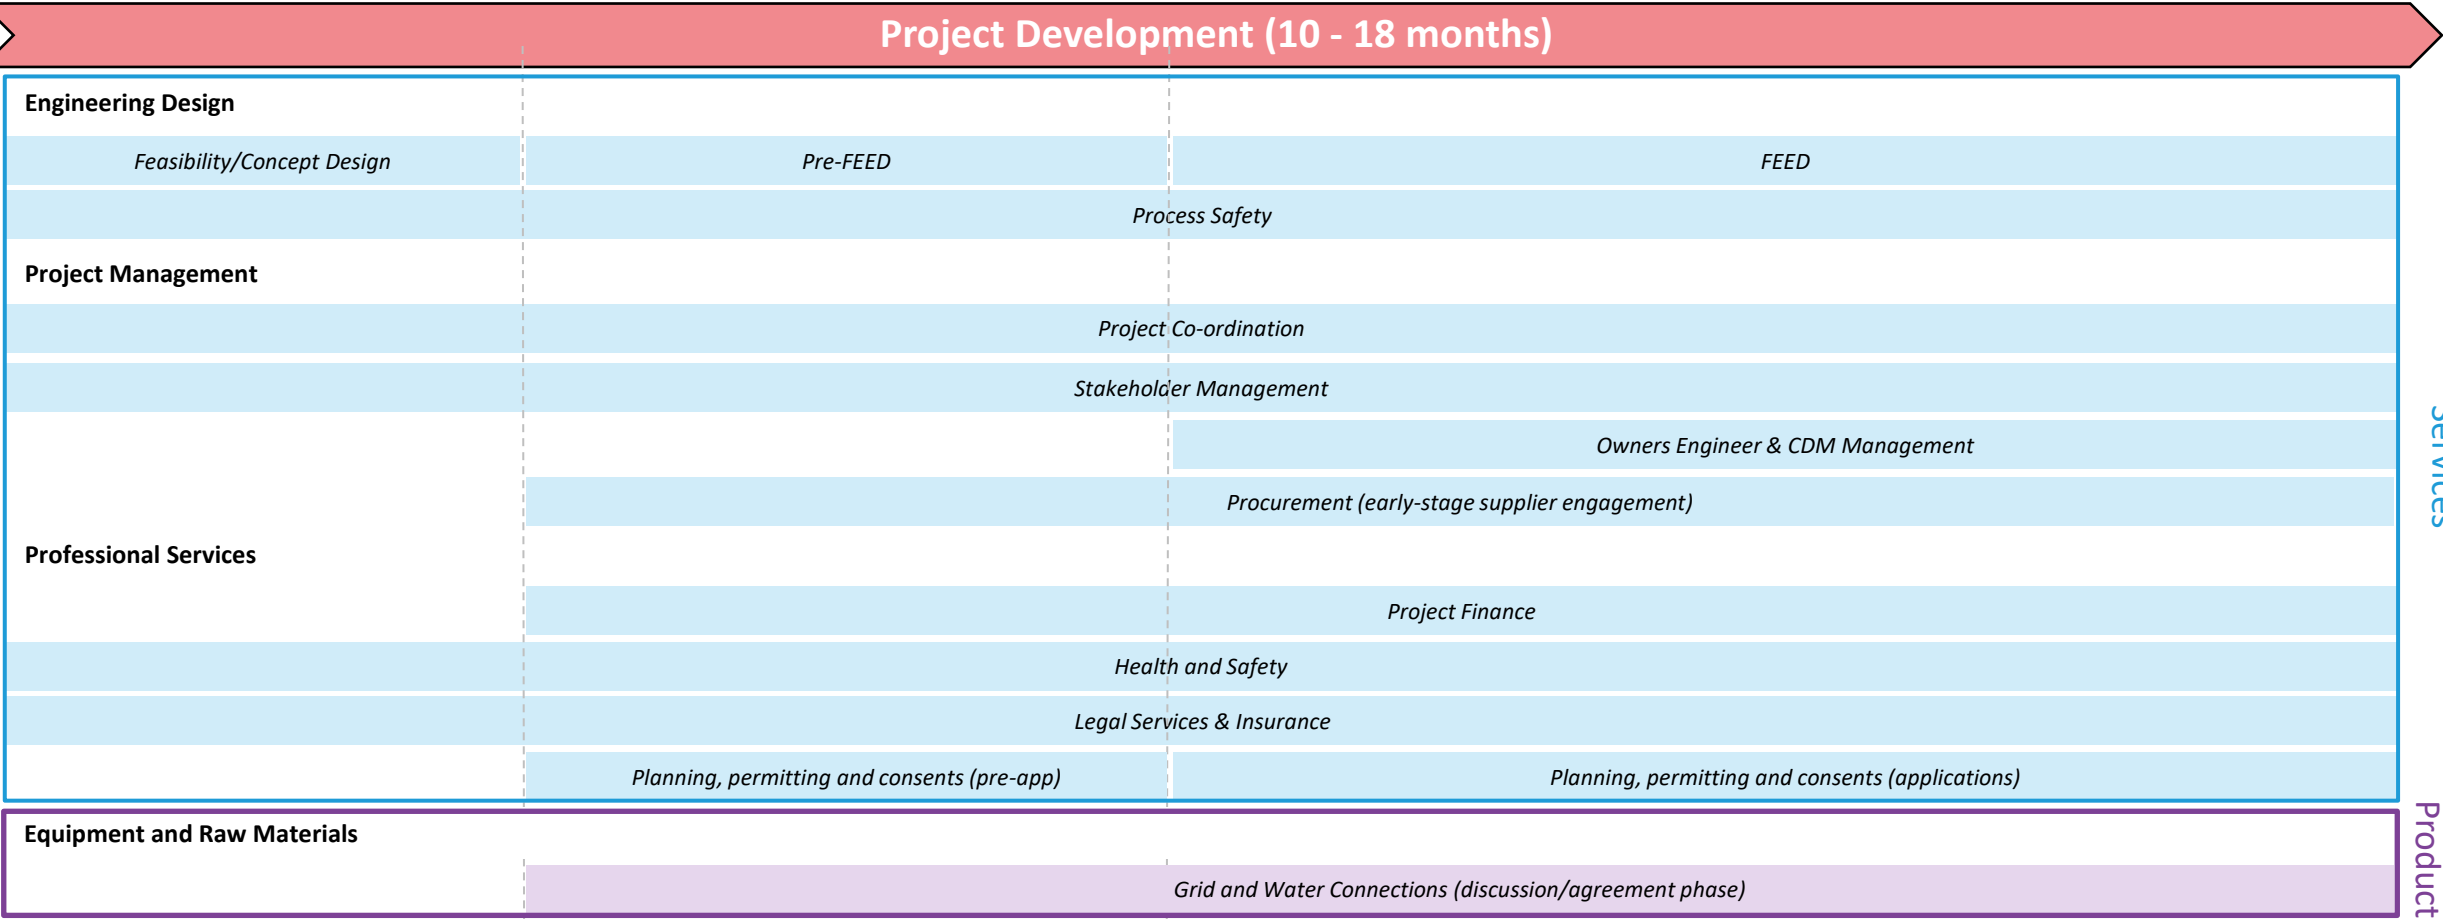 Project Development (10 - 18 months)
Engineering Design
Feasibility/Concept Design
Pre-FEED
FEED
Process Safety
Project Management
Project Co-ordination
Stakeholder Management
Owners Engineer & CDM Management
Procurement (early-stage supplier engagement)
Professional Services
Project Finance
Health and Safety
Legal Services & Insurance
Planning, permitting and consents (pre-app)
Planning, permitting and consents (applications)
Services
Equipment and Raw Materials
Grid and Water Connections (discussion/agreement phase)
Product